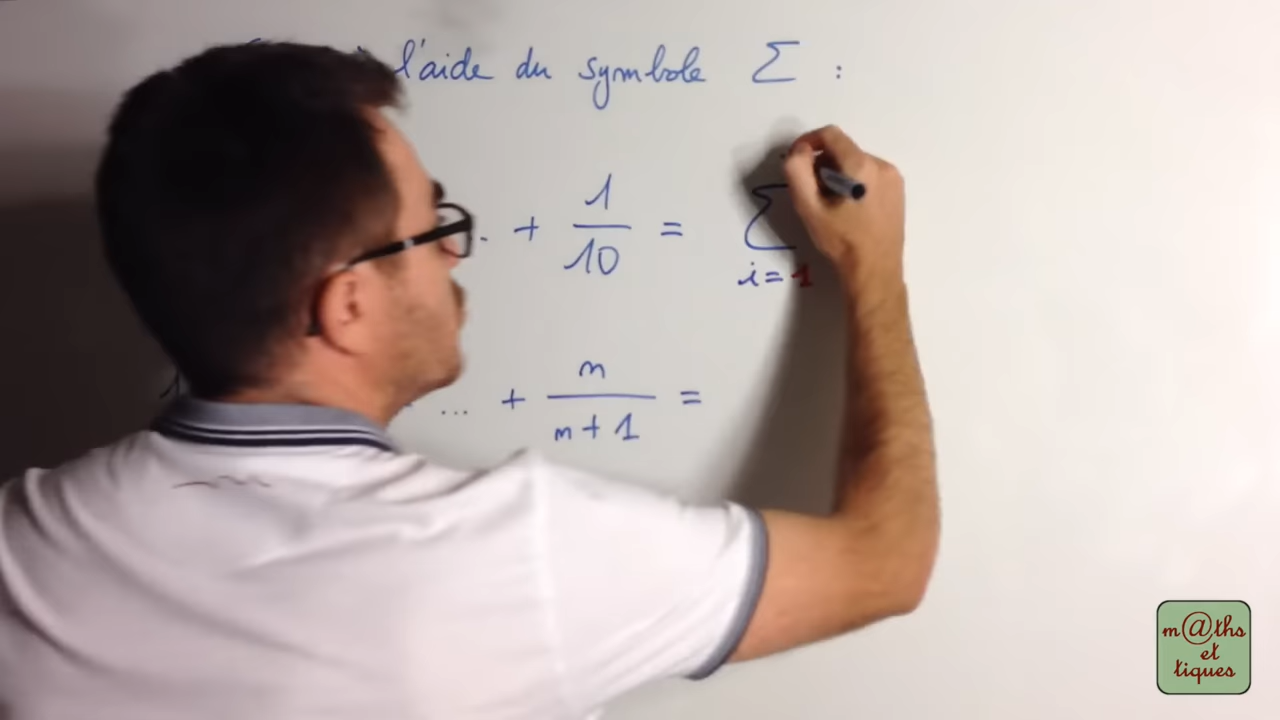 l'aide du symbole Σ :
. + 1/10 = Σ i=1
... + n/(n+1) =
m@ths
et
tiques